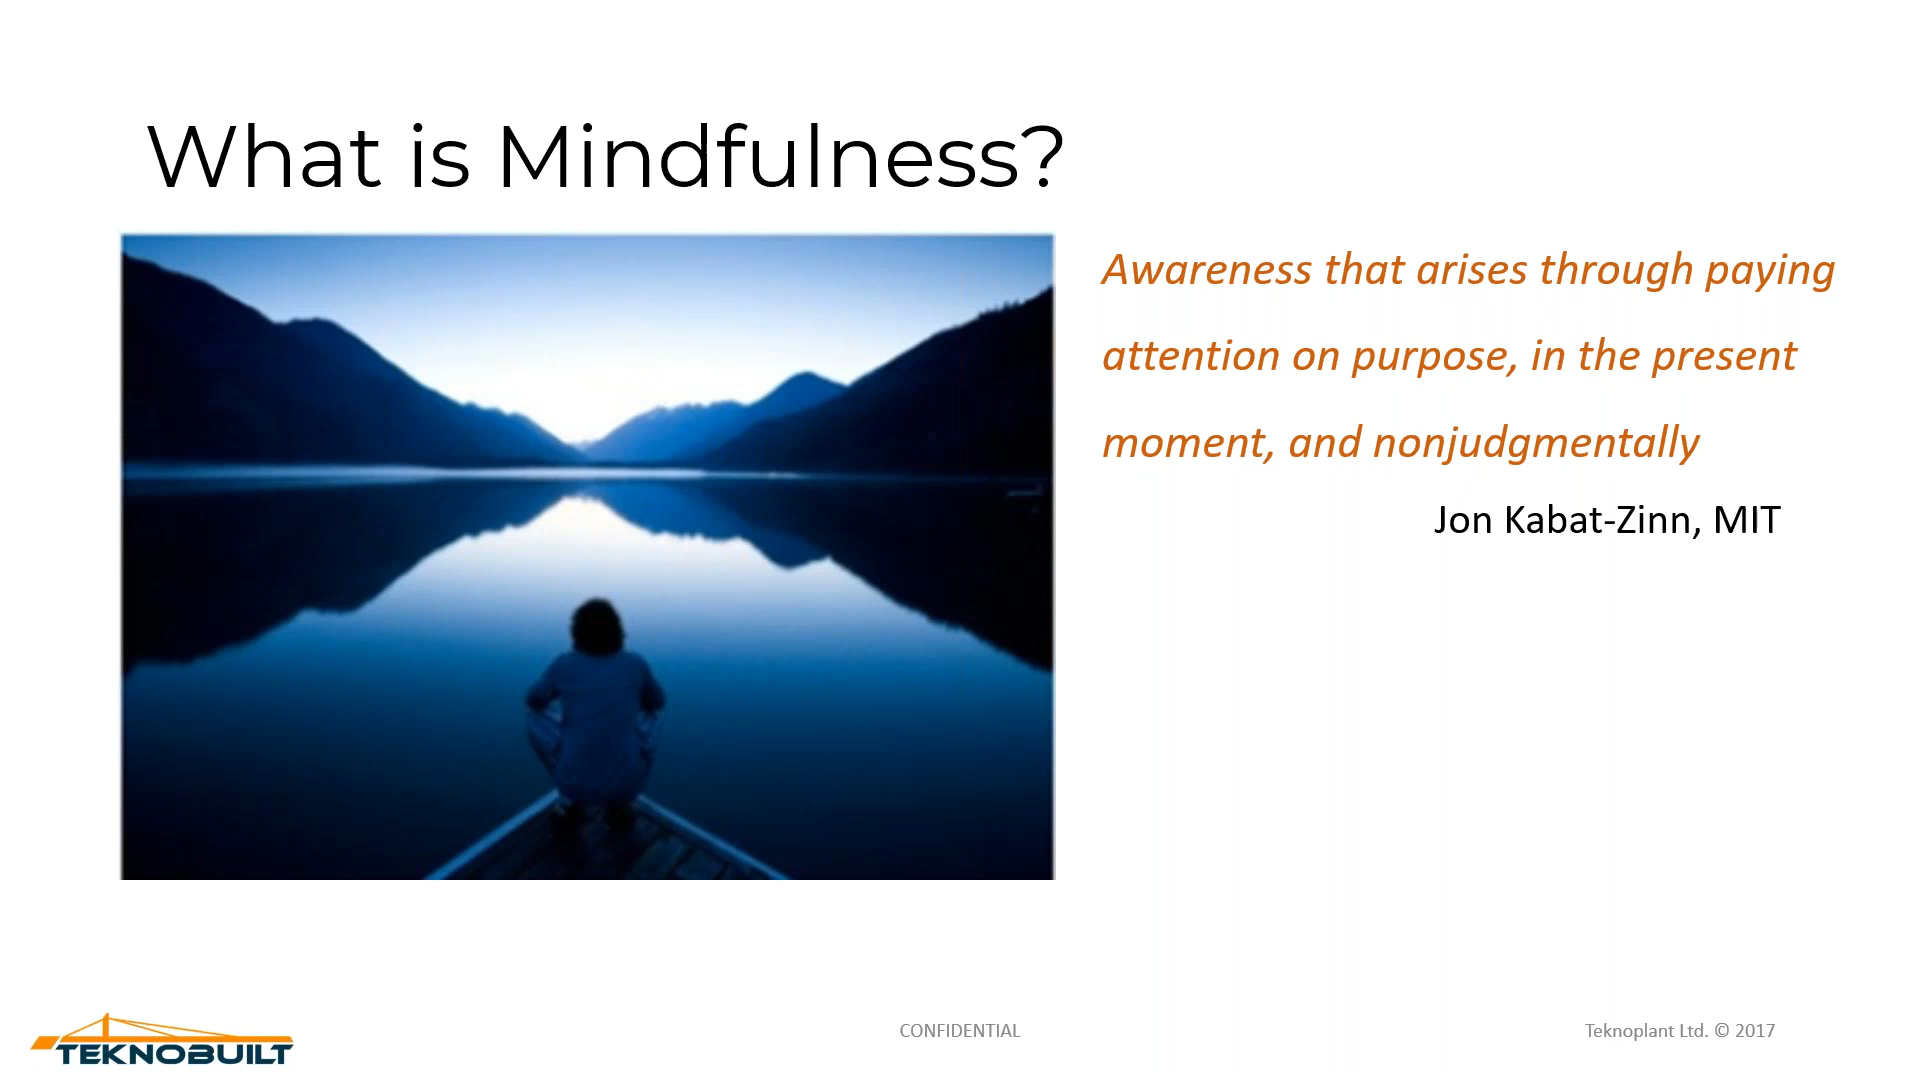 What is Mindfulness?
Awareness that arises through paying
attention on purpose, in the present
moment, and nonjudgmentally
Jon Kabat-Zinn, MIT
TEKNOBUILT
CONFIDENTIAL
Teknoplant Ltd. © 2017